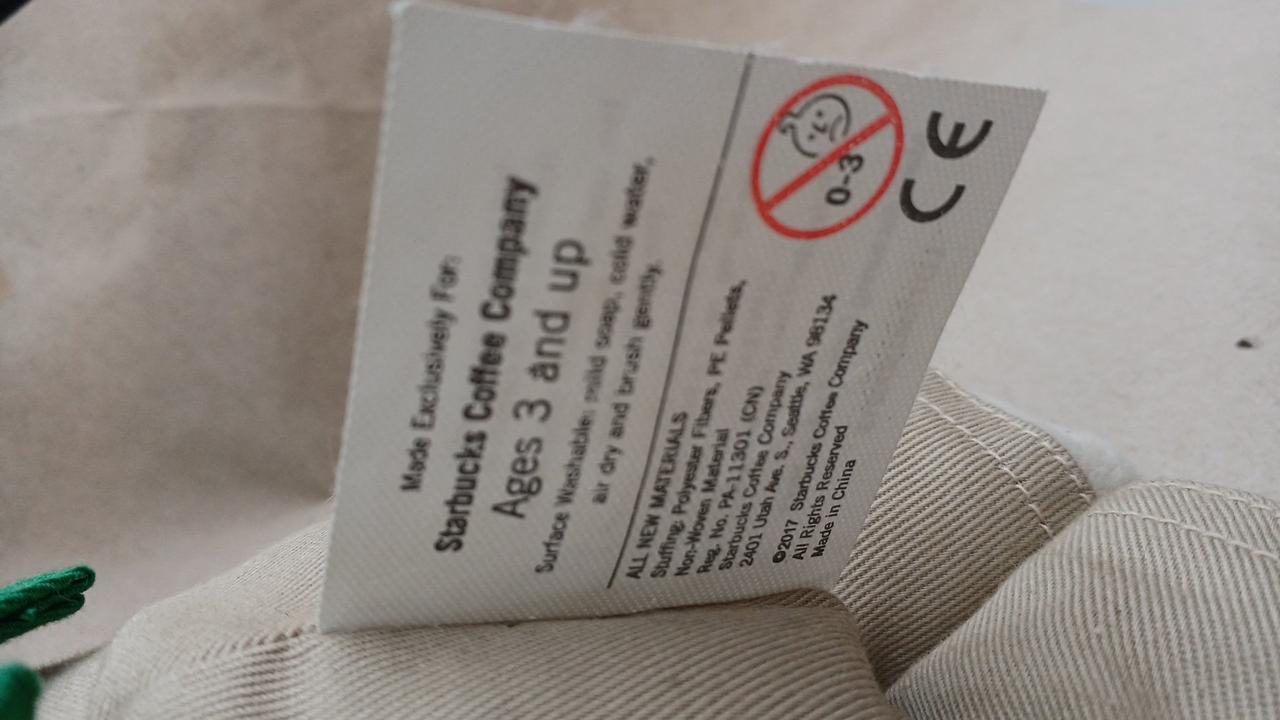 Made Exclusively For:
Starbucks Coffee Company
Ages 3 and up
Surface Washable: mild soap, cold water,
air dry and brush gently.
ALL NEW MATERIALS
Stuffing: Polyester Fibers, PE Pellets,
Non-Woven Material
Reg. No. PA-11301 (CN)
Starbucks Coffee Company
2401 Utah Ave. S., Seattle, WA 98134
©2017 Starbucks Coffee Company
All Rights Reserved
Made in China
0-3
CE